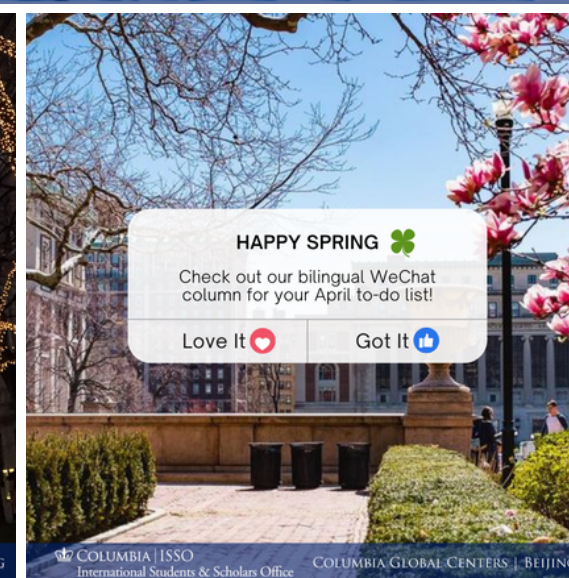 HAPPY SPRING 🍀
Check out our bilingual WeChat
column for your April to-do list!
Love It
Got It
COLUMBIA | ISSO
International Students & Scholars Office
COLUMBIA GLOBAL CENTERS | BEIJING
G